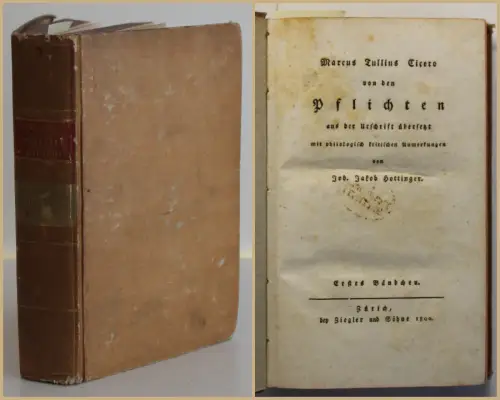 Marcus Tullius Cicero
von den
Pflichten
aus der Urschrift übersetzt
mit philologisch kritischen Anmerkungen
von
Joh. Jakob Hottinger.
Erstes Bändchen.
Zürich,
bey Ziegler und Söhne 1800.